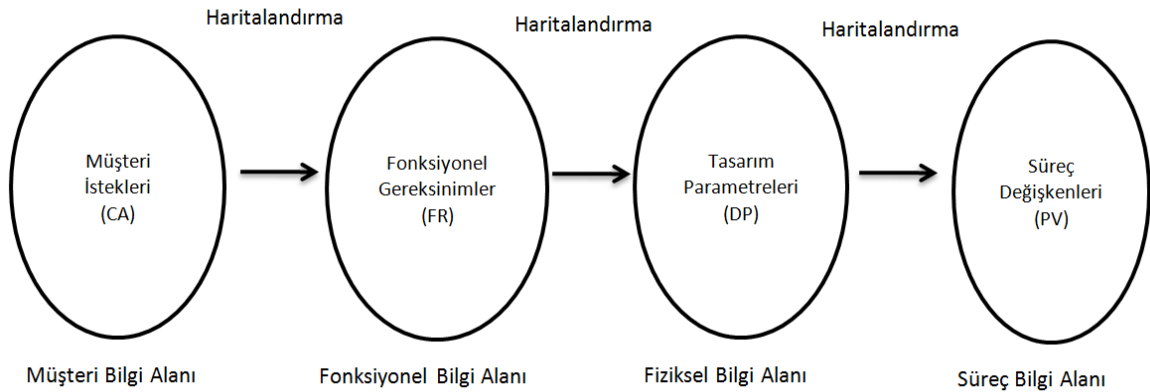 Haritalandırma
Haritalandırma
Haritalandırma
Müşteri
İstekleri
(CA)
Fonksiyonel
Gereksinimler
(FR)
Tasarım
Parametreleri
(DP)
Süreç
Değişkenleri
(PV)
Müşteri Bilgi Alanı
Fonksiyonel Bilgi Alanı
Fiziksel Bilgi Alanı
Süreç Bilgi Alanı